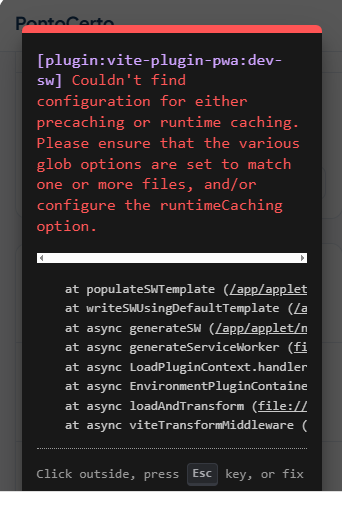 PontoCerto
[plugin:vite-plugin-pwa:dev-
sw] Couldn't find
configuration for either
precaching or runtime caching.
Please ensure that the various
glob options are set to match
one or more files, and/or
configure the runtimeCaching
option.
at populateSWTemplate (/app/applet
at writeSWUsingDefaultTemplate (/a
at async generateSW (/app/applet/n
at async generateServiceWorker (fi
at async LoadPluginContext.handler
at async EnvironmentPluginContaine
at async loadAndTransform (file://
at async viteTransformMiddleware (
Click outside, press Esc key, or fix